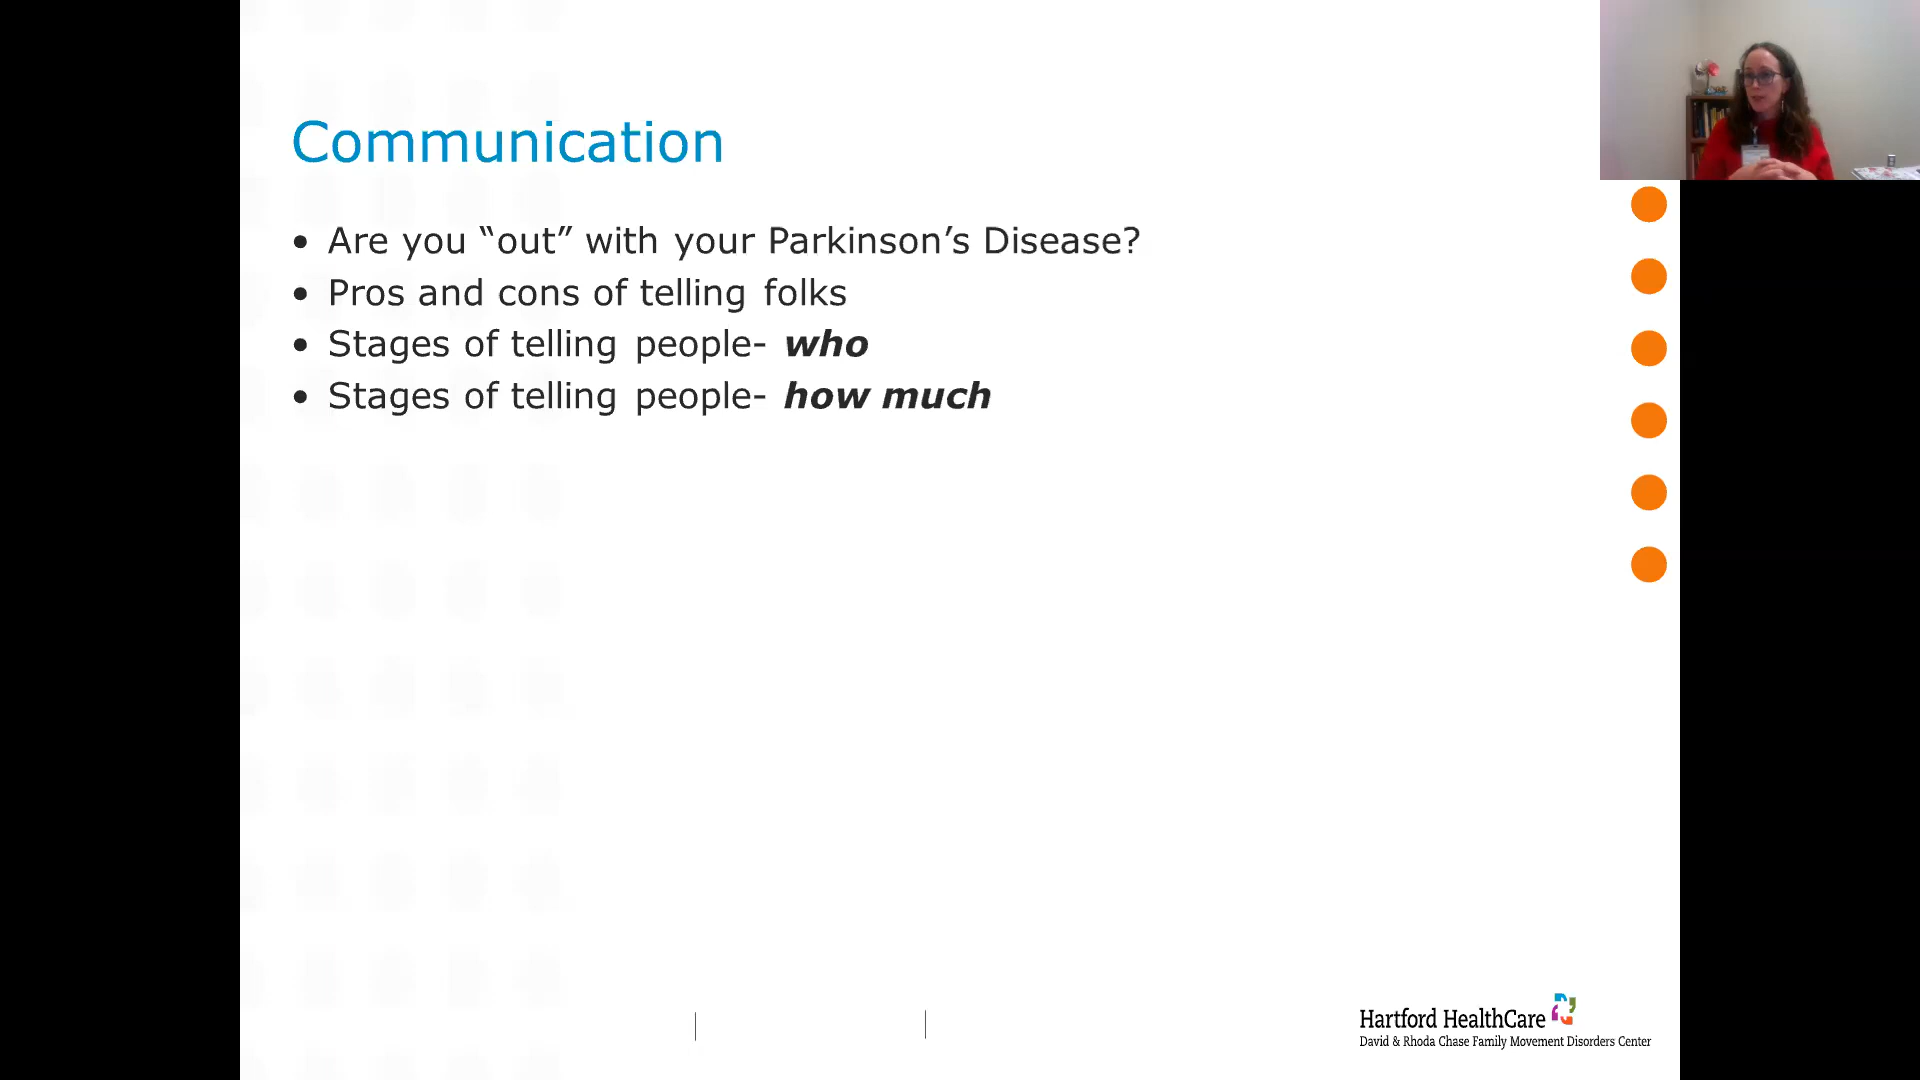 Communication
• Are you “out” with your Parkinson’s Disease?
• Pros and cons of telling folks
• Stages of telling people- who
• Stages of telling people- how much
Hartford HealthCare
David & Rhoda Chase Family Movement Disorders Center